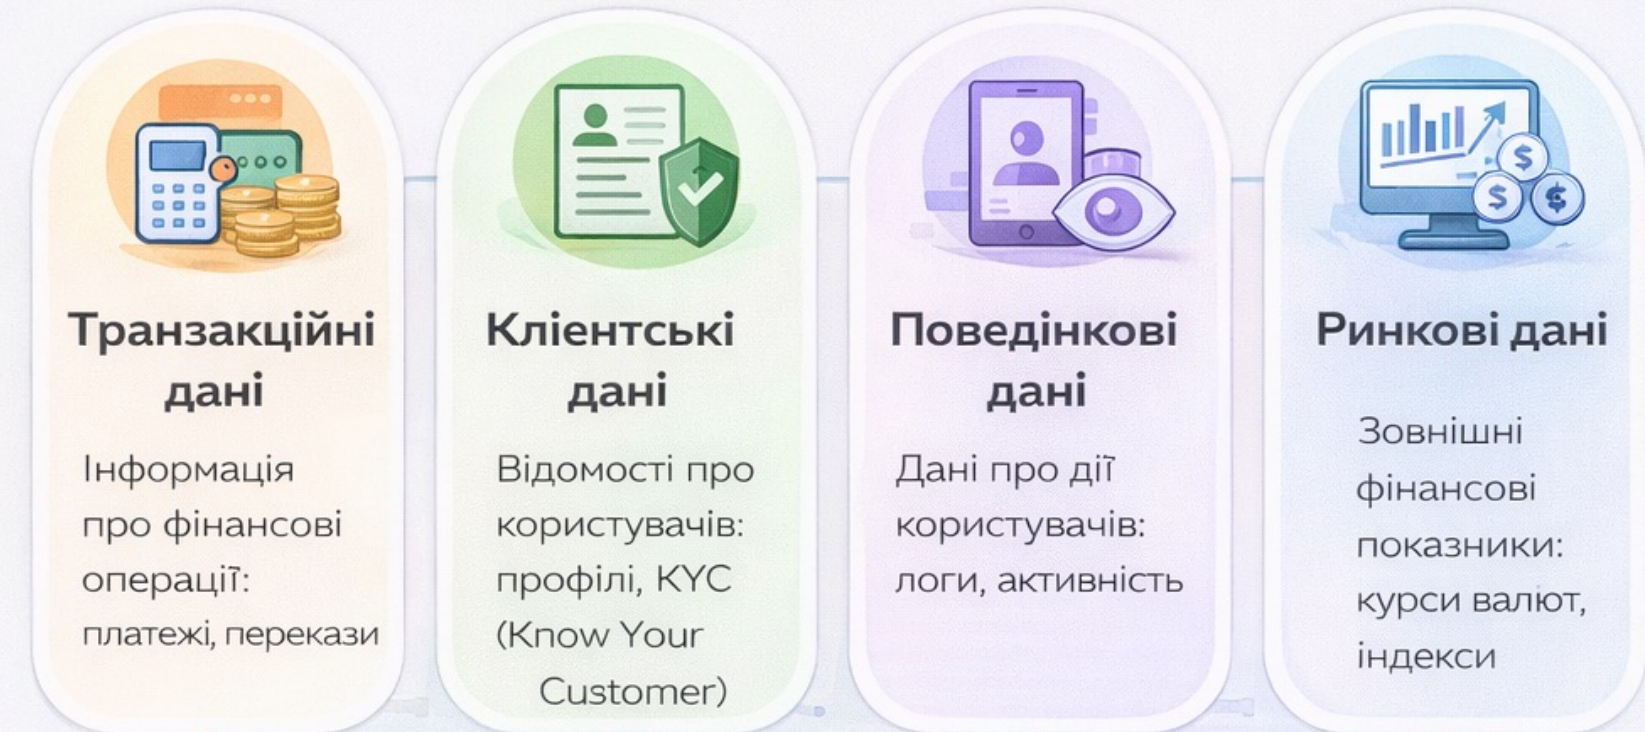 Транзакційні
дані
Інформація
про фінансові
операції:
платежі, перекази
Клієнтські
дані
Відомості про
користувачів:
профілі, KYC
(Know Your
Customer)
Поведінкові
дані
Дані про дії
користувачів:
логи, активність
Ринкові дані
Зовнішні
фінансові
показники:
курси валют,
індекси